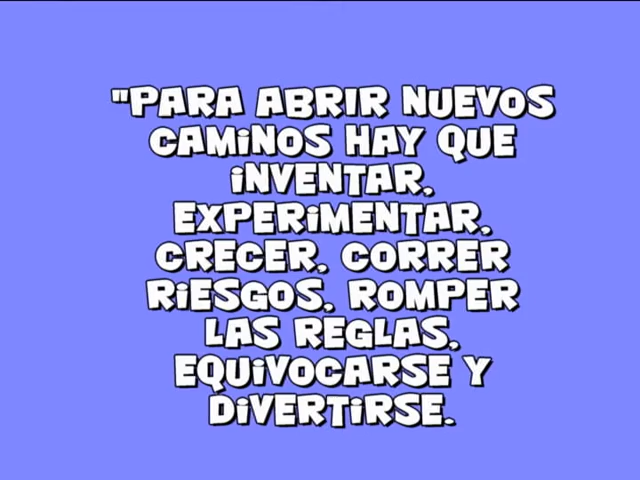 "PARA ABRIR NUEVOS
CAMiNOS HAY QUE
iNVENTAR,
EXPERiMENTAR,
CRECER, CORRER
RiESGOS, ROMPER
LAS REGLAS,
EQUiVOCARSE Y
DiVERTiRSE.